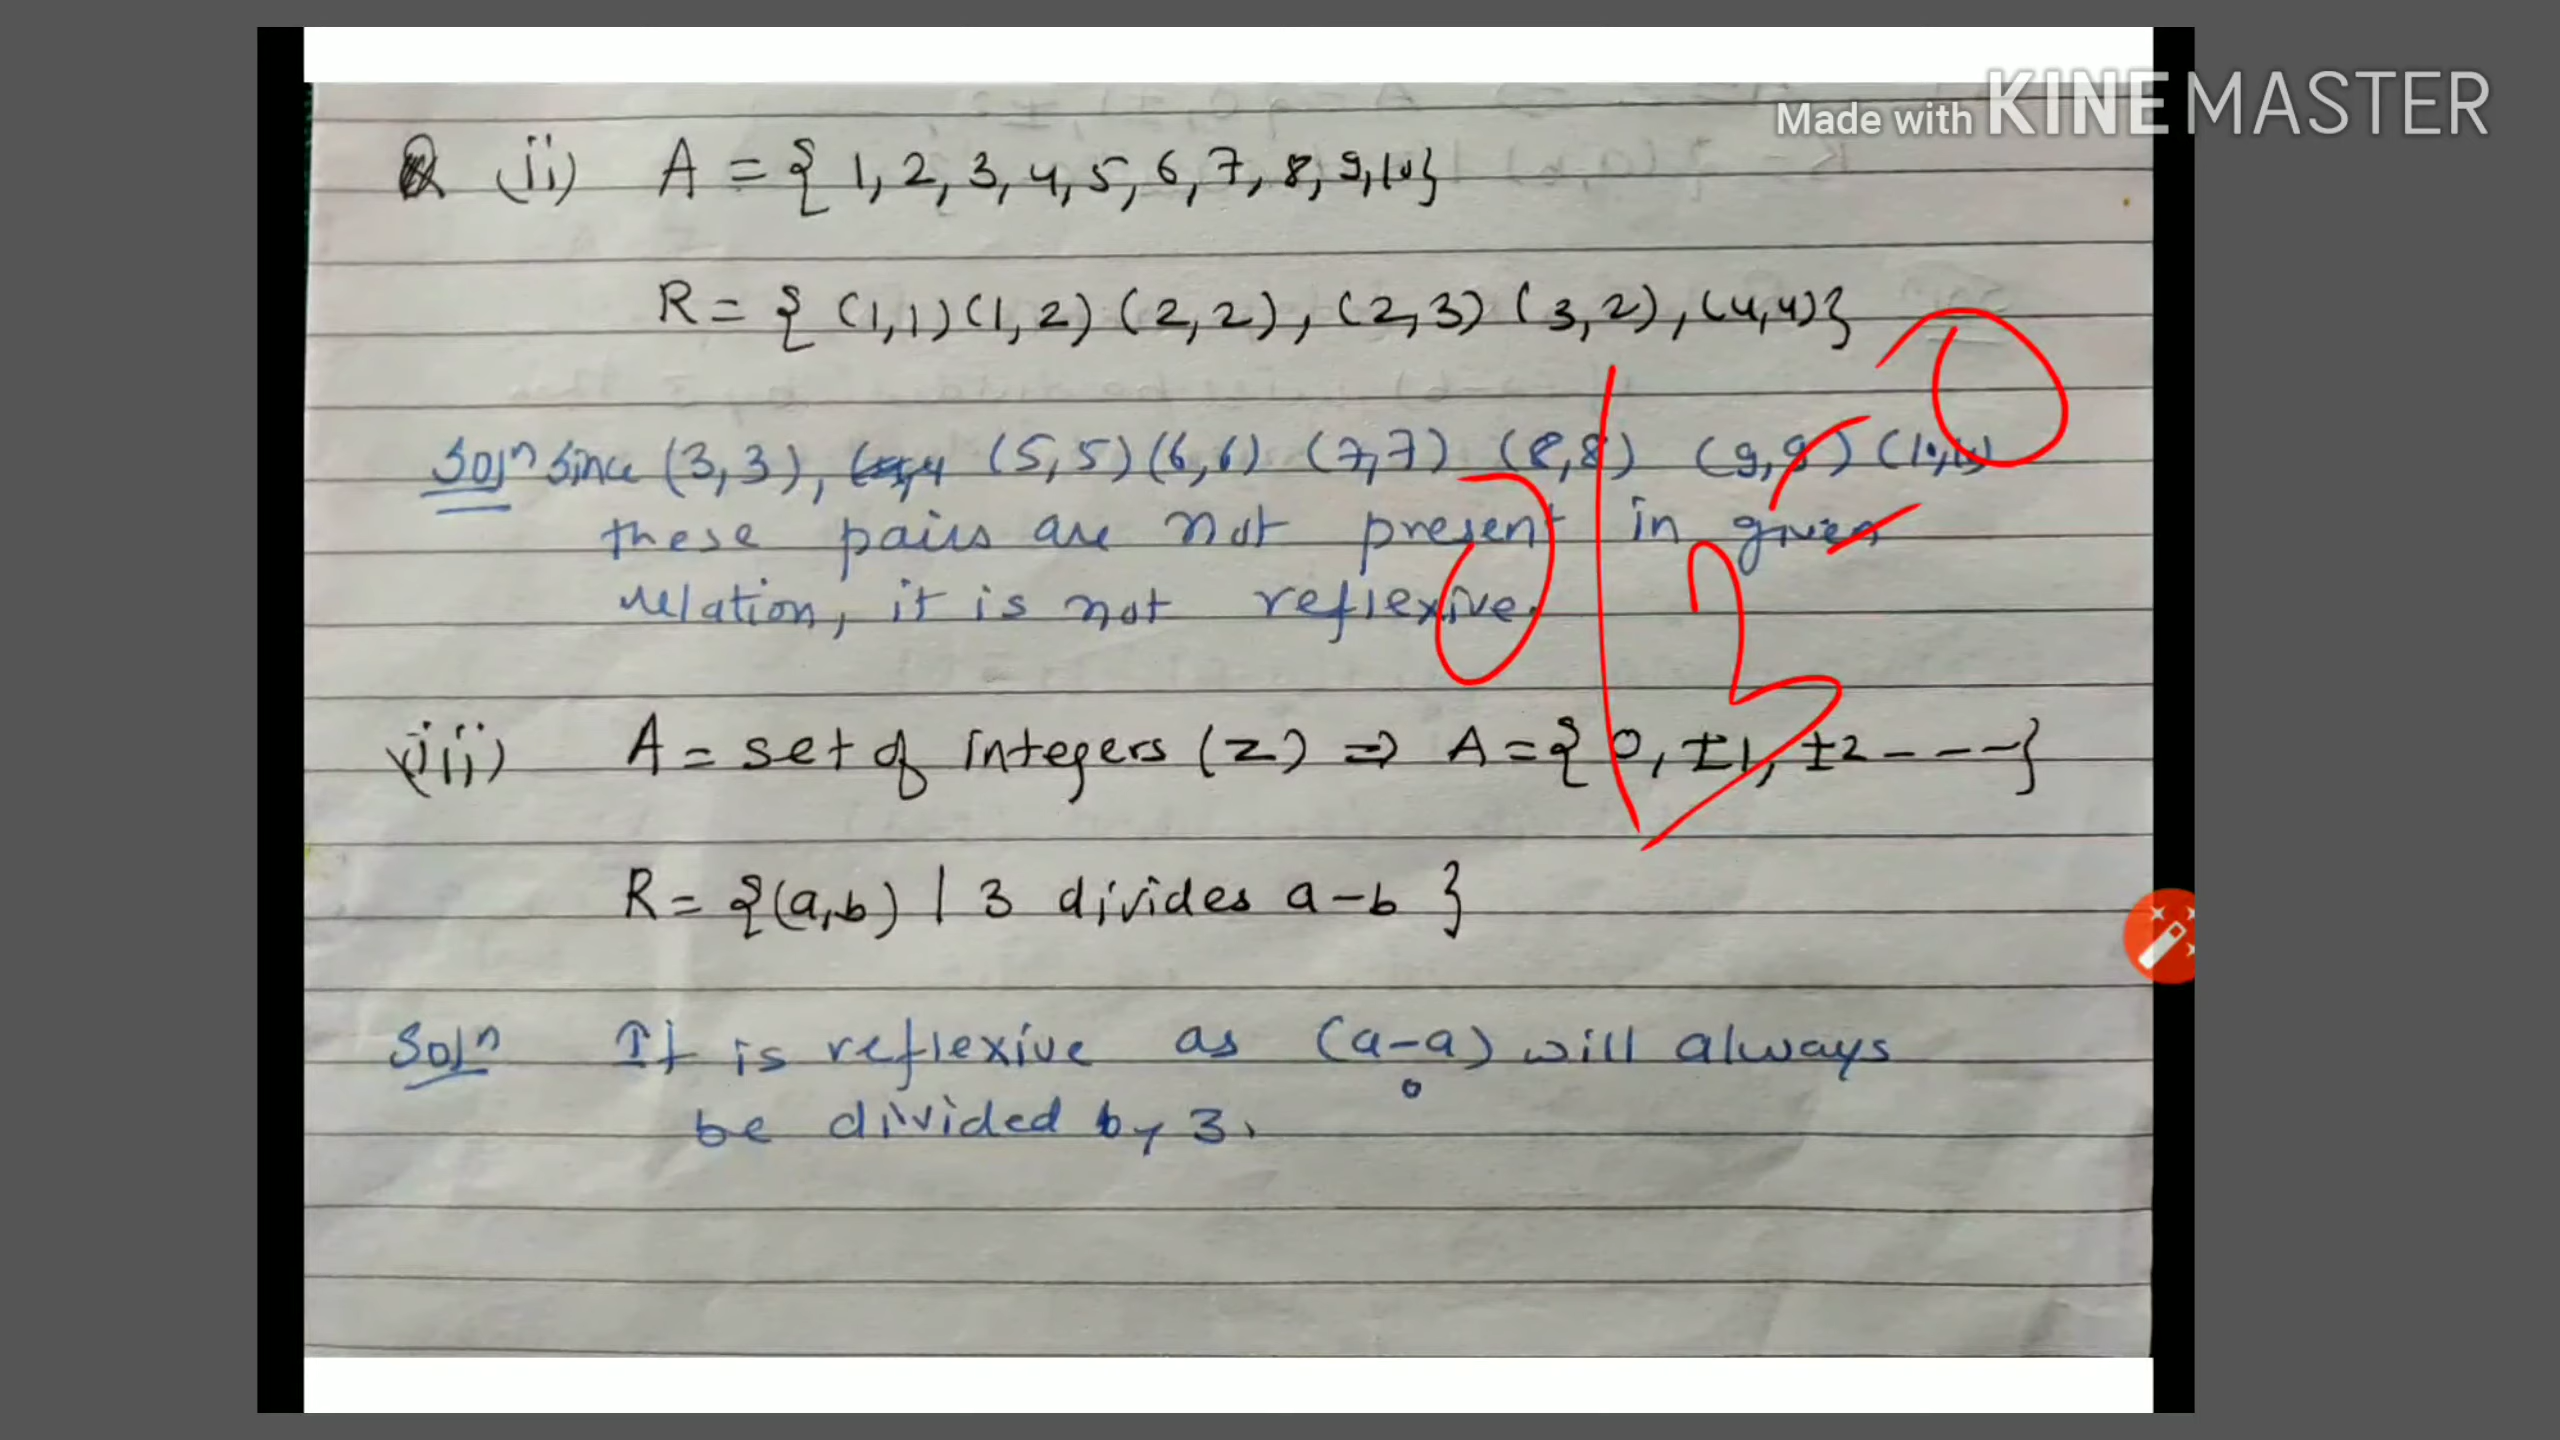 Made with KINEMASTER
(ii) A = { 1, 2, 3, 4, 5, 6, 7, 8, 9, 10}
R = { (1,1) (1,2) (2,2), (2,3) (3,2), (4,4)}
Solⁿ Since (3,3), (5,5) (6,6) (7,7) (8,8) (9,9) (10,10)
these pairs are not present in given
relation, it is not reflexive.
(iii) A = set of integers (Z) ⇒ A = { 0, ±1, ±2 - - - }
R = {(a,b) | 3 divides a-b }
Solⁿ It is reflexive as (a-a) will always
0
be divided by 3.